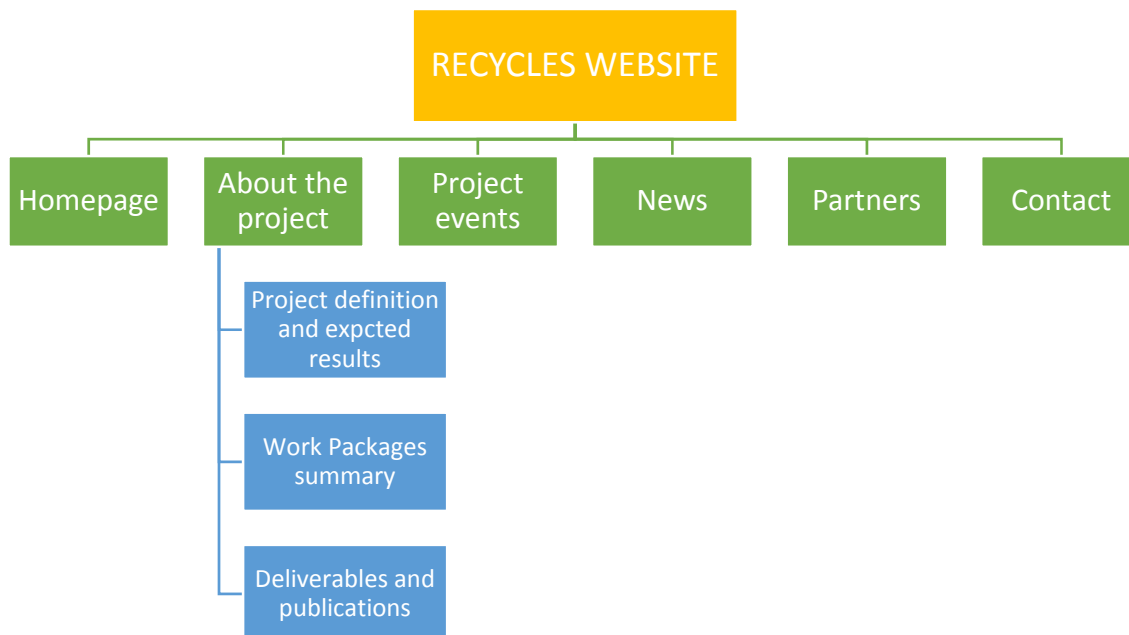 RECYCLES WEBSITE
Homepage
About the
project
Project
events
News
Partners
Contact
Project definition
and expcted
results
Work Packages
summary
Deliverables and
publications